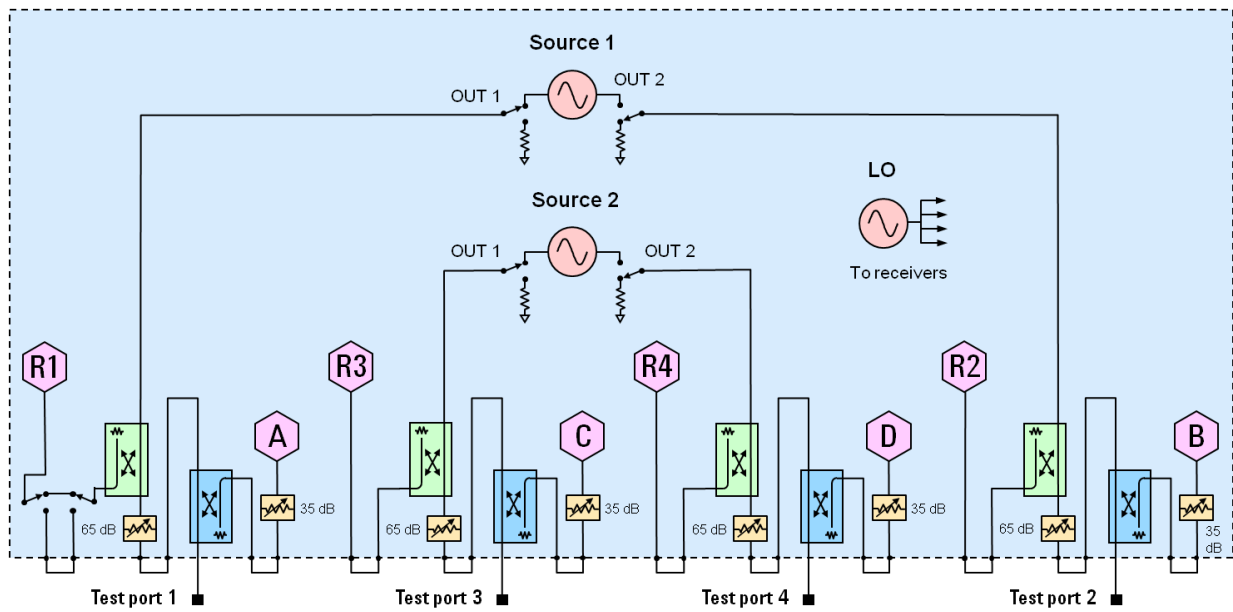 Source 1
OUT 1
OUT 2
LO
Source 2
OUT 1
OUT 2
To receivers
R1
R3
R4
R2
A
C
D
B
65 dB
35 dB
65 dB
35 dB
65 dB
35 dB
65 dB
35
dB
Test port 1
Test port 3
Test port 4
Test port 2